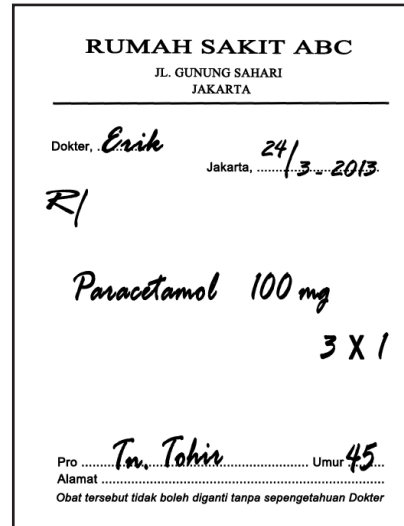 RUMAH SAKIT ABC
JL. GUNUNG SAHARI
JAKARTA
Dokter, Erik
Jakarta, 24/3-2013
R/
Paracetamol 100 mg
3 X 1
Pro Tn. Tohir Umur 45
Alamat
Obat tersebut tidak boleh diganti tanpa sepengetahuan Dokter